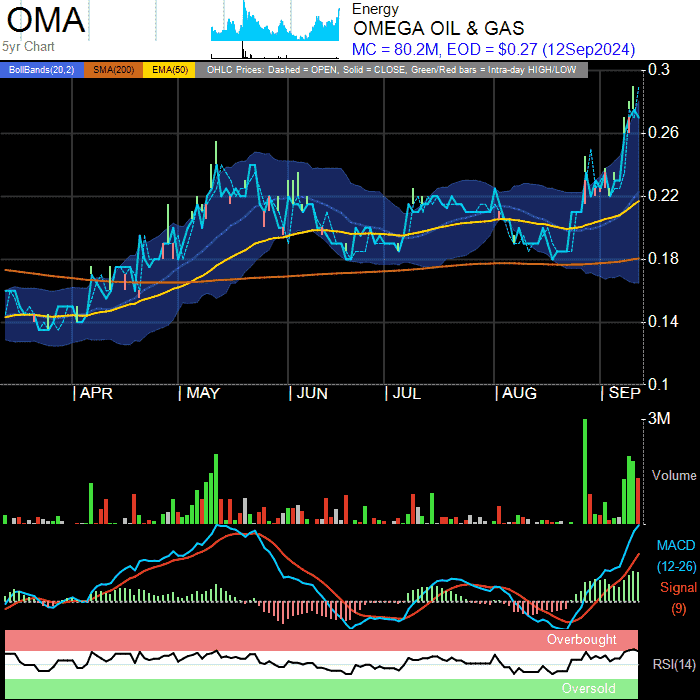 OMA
5yr Chart
Energy
OMEGA OIL & GAS
MC = 80.2M, EOD = $0.27 (12Sep2024)
BollBands(20,2) SMA(200) EMA(50) OHLC Prices: Dashed = OPEN, Solid = CLOSE, Green/Red bars = Intra-day HIGH/LOW
0.3
0.26
0.22
0.18
0.14
0.1
APR MAY JUN JUL AUG SEP
3M
Volume
MACD
(12-26)
Signal
(9)
Overbought
RSI(14)
Oversold